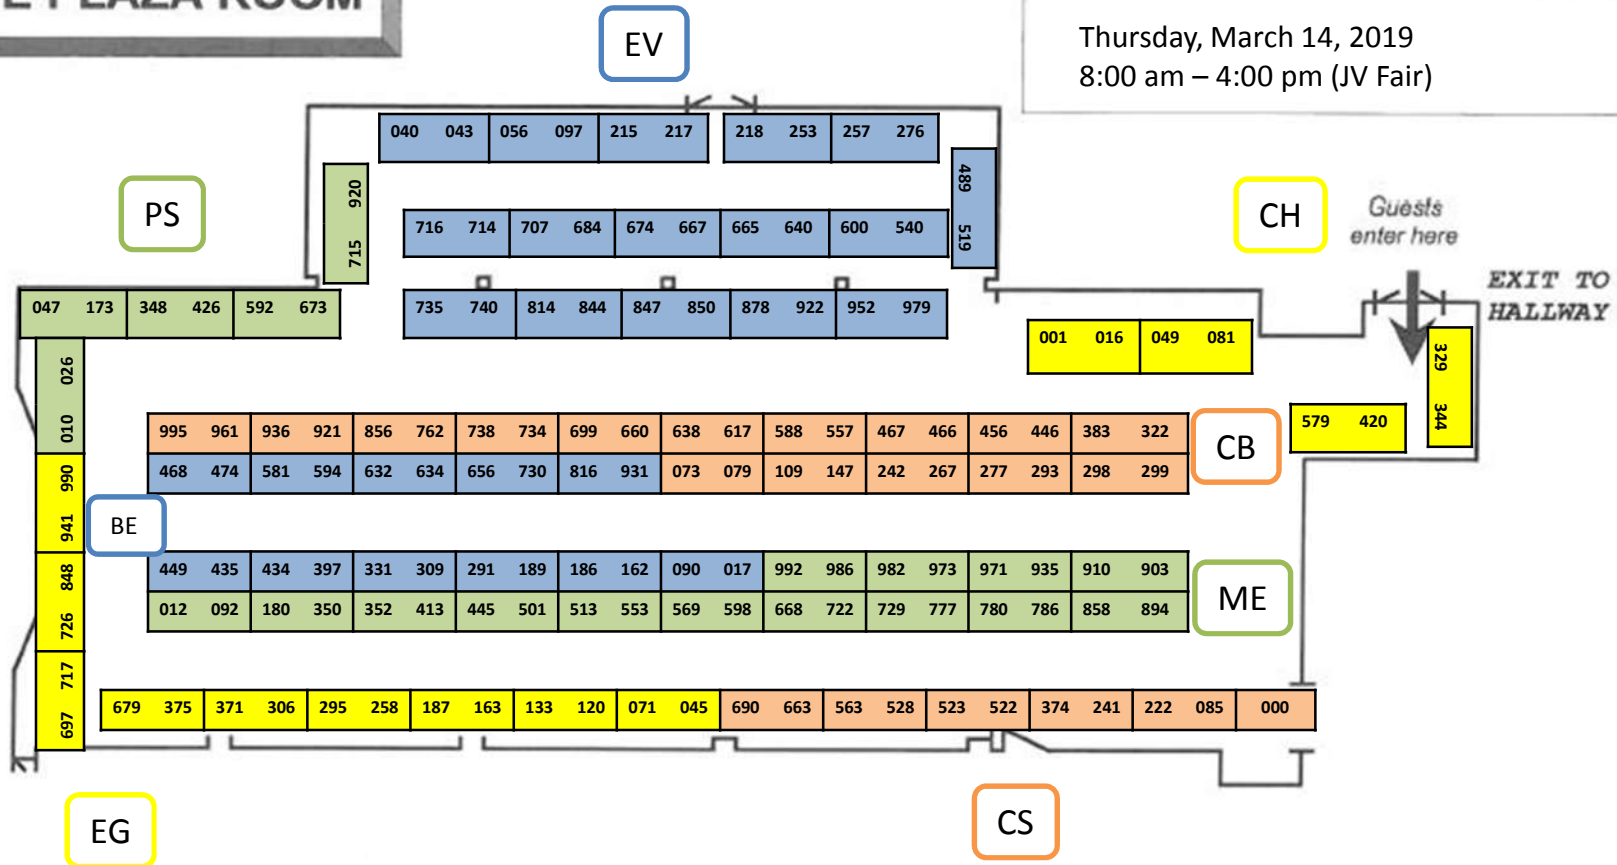 E PLAZA ROOM
EV
Thursday, March 14, 2019
8:00 am – 4:00 pm (JV Fair)
040 043 056 097 215 217 218 253 257 276
920
715
489
519
PS
716 714 707 684 674 667 665 640 600 540
CH
Guests
enter here
EXIT TO
HALLWAY
047 173 348 426 592 673
735 740 814 844 847 850 878 922 952 979
001 016 049 081
329
344
026
010
579 420
995 961 936 921 856 762 738 734 699 660 638 617 588 557 467 466 456 446 383 322
468 474 581 594 632 634 656 730 816 931 073 079 109 147 242 267 277 293 298 299
CB
990
941
BE
848
726
449 435 434 397 331 309 291 189 186 162 090 017 992 986 982 973 971 935 910 903
012 092 180 350 352 413 445 501 513 553 569 598 668 722 729 777 780 786 858 894
ME
717
697
679 375 371 306 295 258 187 163 133 120 071 045 690 663 563 528 523 522 374 241 222 085 000
EG
CS